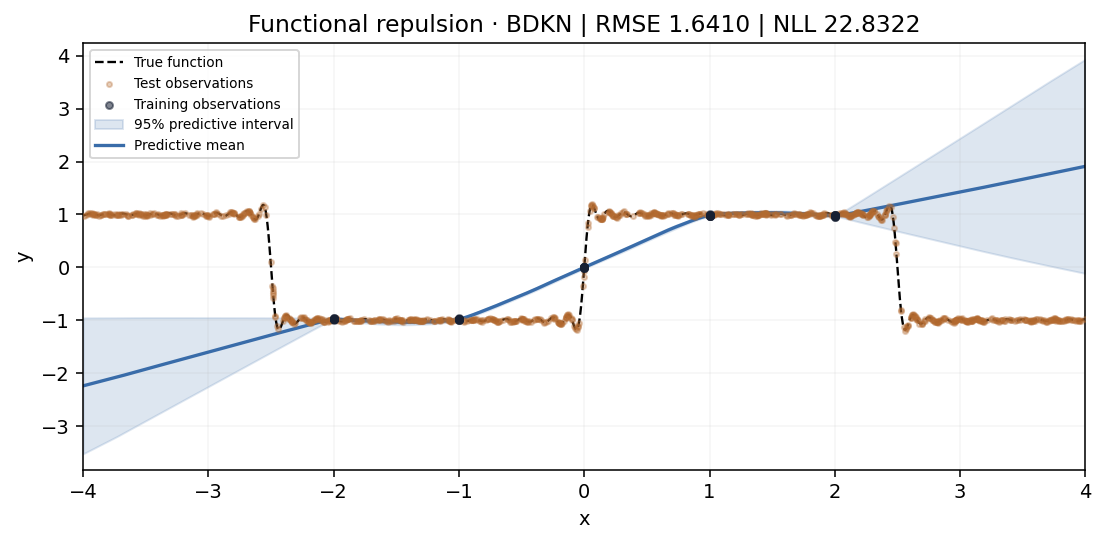 Functional repulsion · BDKN | RMSE 1.6410 | NLL 22.8322
True function
Test observations
Training observations
95% predictive interval
Predictive mean
y
4
3
2
1
0
−1
−2
−3
−4 −3 −2 −1 0 1 2 3 4
x